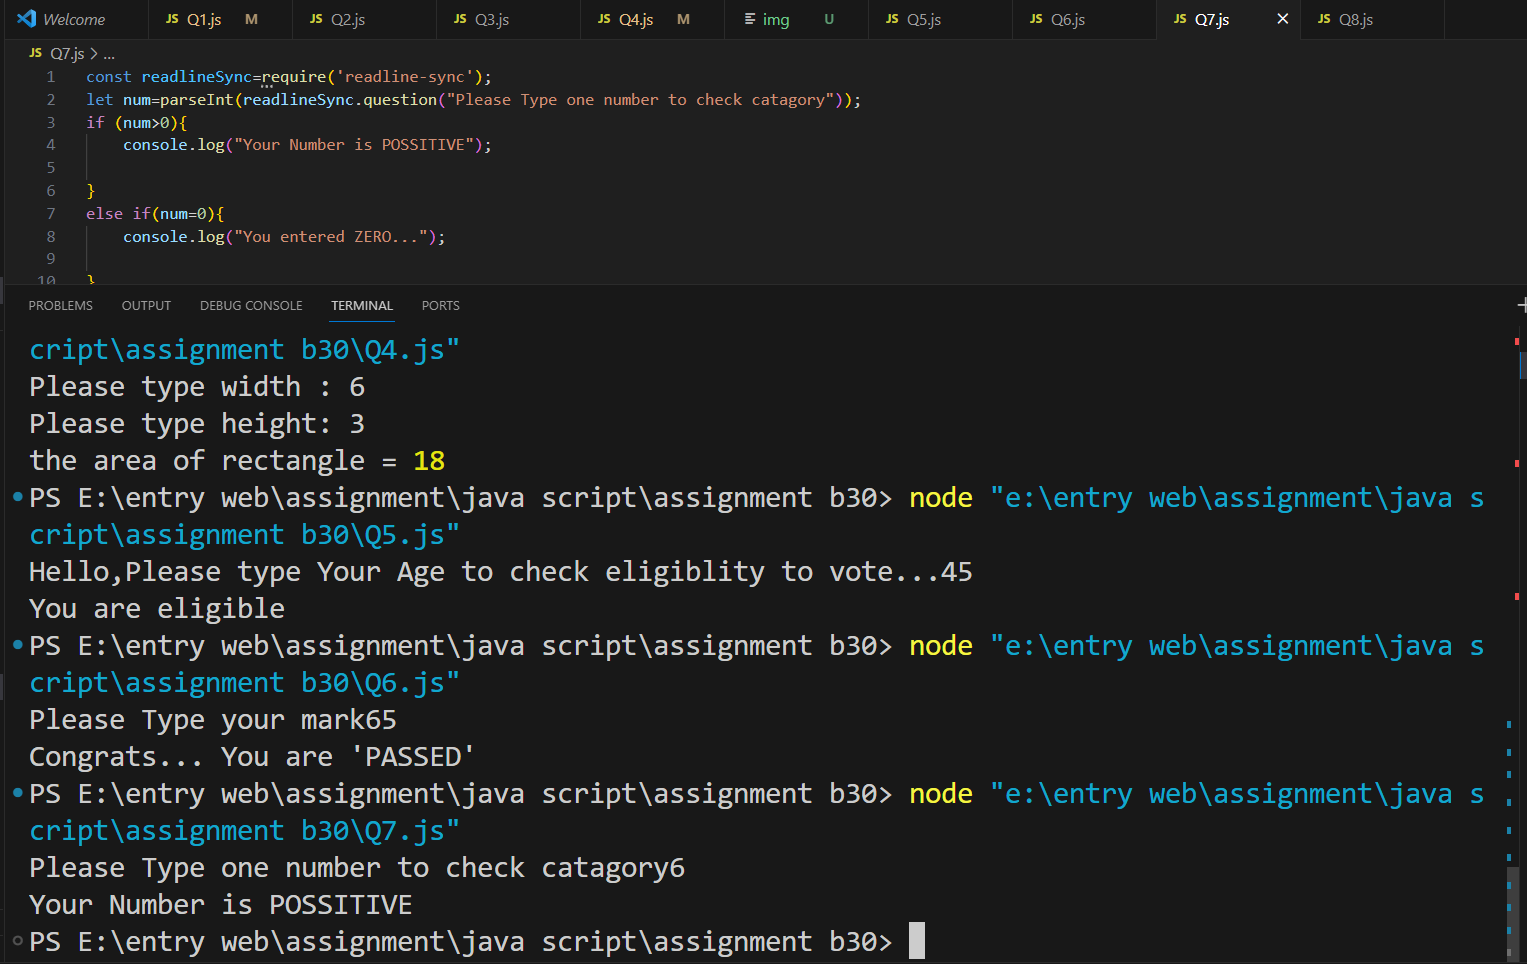 Welcome JS Q1.js M JS Q2.js JS Q3.js JS Q4.js M img U JS Q5.js JS Q6.js JS Q7.js × JS Q8.js
JS Q7.js > ...
1 const readlineSync=require('readline-sync');
2 let num=parseInt(readlineSync.question("Please Type one number to check catagory"));
3 if (num>0){
4 console.log("Your Number is POSSITIVE");
5
6 }
7 else if(num=0){
8 console.log("You entered ZERO...");
9
10 }
PROBLEMS OUTPUT DEBUG CONSOLE TERMINAL PORTS +
cript\assignment b30\Q4.js"
Please type width : 6
Please type height: 3
the area of rectangle = 18
PS E:\entry web\assignment\java script\assignment b30> node "e:\entry web\assignment\java s
cript\assignment b30\Q5.js"
Hello,Please type Your Age to check eligiblity to vote...45
You are eligible
PS E:\entry web\assignment\java script\assignment b30> node "e:\entry web\assignment\java s
cript\assignment b30\Q6.js"
Please Type your mark65
Congrats... You are 'PASSED'
PS E:\entry web\assignment\java script\assignment b30> node "e:\entry web\assignment\java s
cript\assignment b30\Q7.js"
Please Type one number to check catagory6
Your Number is POSSITIVE
PS E:\entry web\assignment\java script\assignment b30>